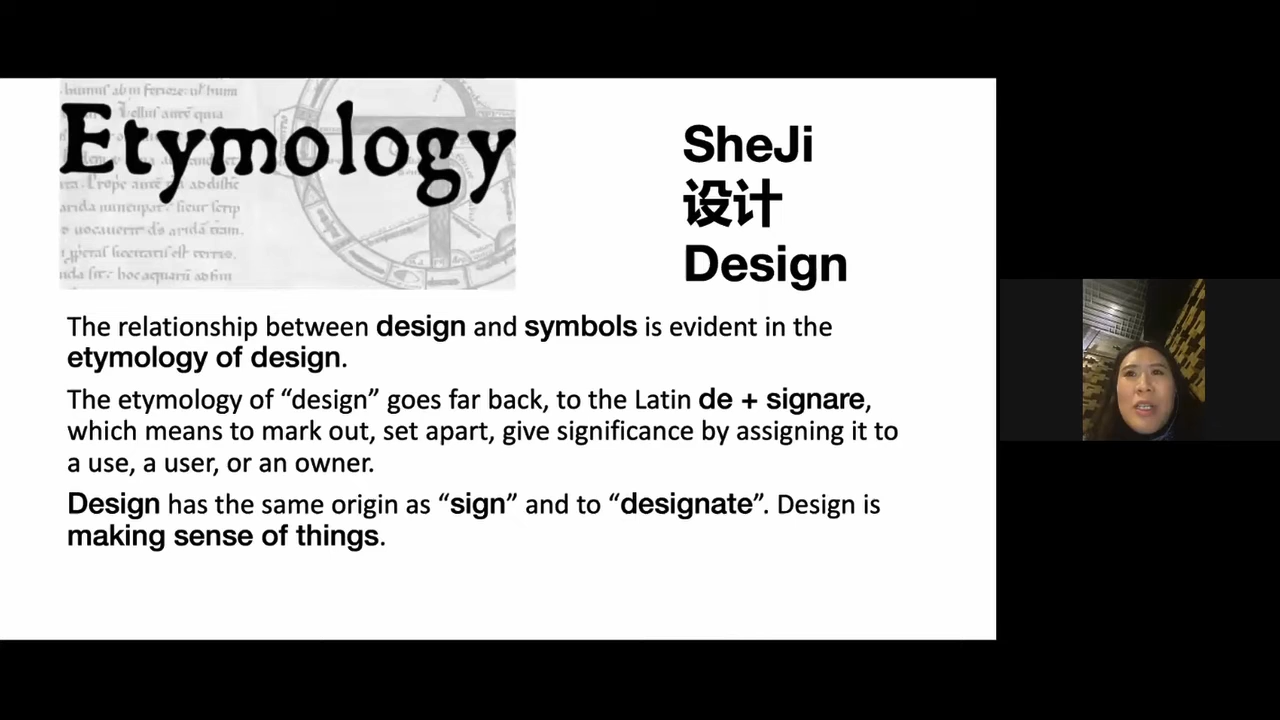 Etymology
SheJi
设计
Design
The relationship between design and symbols is evident in the
etymology of design.
The etymology of “design” goes far back, to the Latin de + signare,
which means to mark out, set apart, give significance by assigning it to
a use, a user, or an owner.
Design has the same origin as “sign” and to “designate”. Design is
making sense of things.